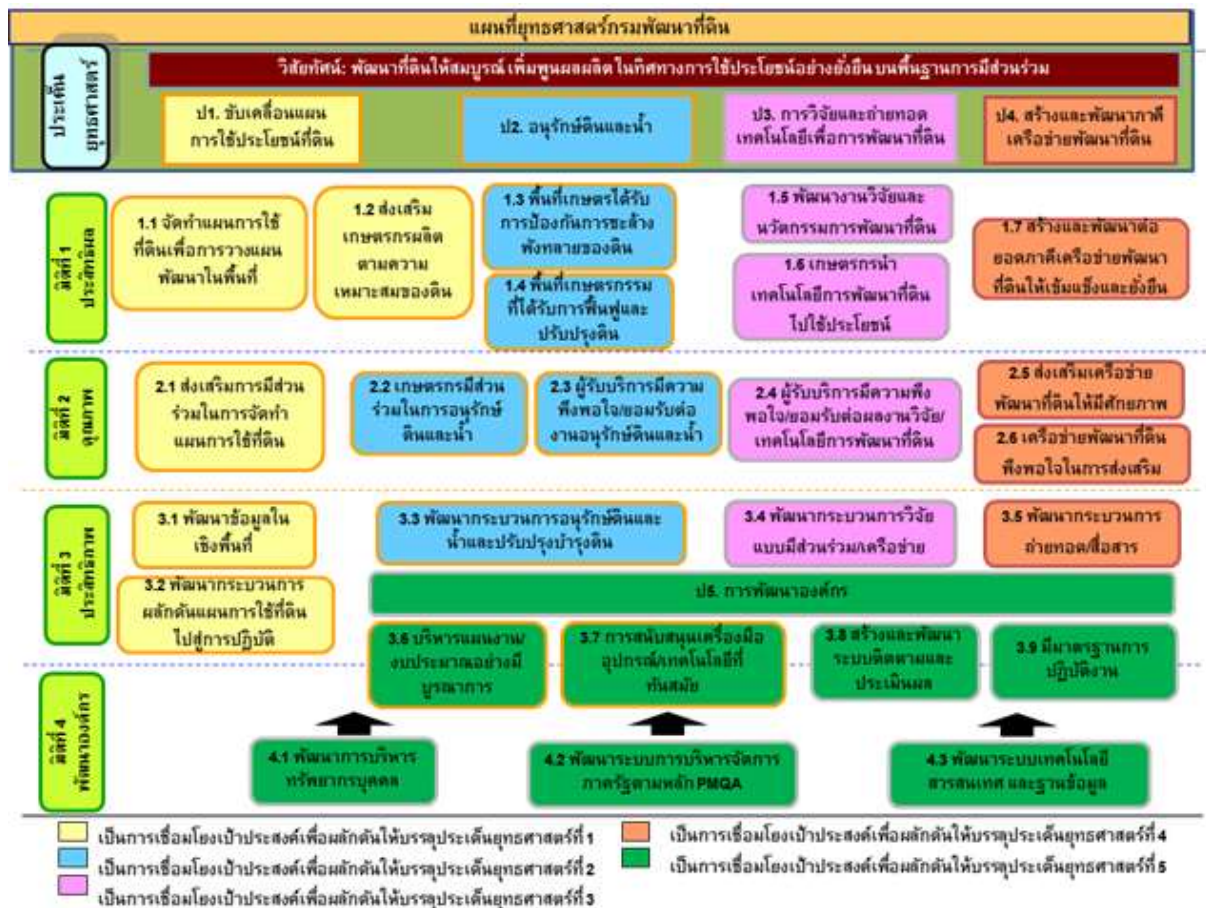 แผนที่ยุทธศาสตร์กรมพัฒนาที่ดิน
ประเด็น
ยุทธศาสตร์
วิสัยทัศน์: พัฒนาที่ดินให้สมบูรณ์ เพิ่มพูนผลผลิต ในทิศทางการใช้ประโยชน์อย่างยั่งยืน บนพื้นฐานการมีส่วนร่วม
ป1. ขับเคลื่อนแผน
การใช้ประโยชน์ที่ดิน
ป2. อนุรักษ์ดินและน้ำ
ป3. การวิจัยและถ่ายทอด
เทคโนโลยีเพื่อการพัฒนาที่ดิน
ป4. สร้างและพัฒนาภาคี
เครือข่ายพัฒนาที่ดิน
มิติที่ 1
ประสิทธิผล
1.1 จัดทำแผนการใช้
ที่ดินเพื่อการวางแผน
พัฒนาในพื้นที่
1.2 ส่งเสริม
เกษตรกรผลิต
ตามความ
เหมาะสมของดิน
1.3 พื้นที่เกษตรได้รับ
การป้องกันการชะล้าง
พังทลายของดิน
1.4 พื้นที่เกษตรกรรม
ที่ได้รับการฟื้นฟูและ
ปรับปรุงดิน
1.5 พัฒนางานวิจัยและ
นวัตกรรมการพัฒนาที่ดิน
1.6 เกษตรกรนำ
เทคโนโลยีการพัฒนาที่ดิน
ไปใช้ประโยชน์
1.7 สร้างและพัฒนาต่อ
ยอดภาคีเครือข่ายพัฒนา
ที่ดินให้เข้มแข็งและยั่งยืน
มิติที่ 2
คุณภาพ
2.1 ส่งเสริมการมีส่วน
ร่วมในการจัดทำ
แผนการใช้ที่ดิน
2.2 เกษตรกรมีส่วน
ร่วมในการอนุรักษ์
ดินและน้ำ
2.3 ผู้รับบริการมีความ
พึงพอใจ/ยอมรับต่อ
งานอนุรักษ์ดินและน้ำ
2.4 ผู้รับบริการมีความพึง
พอใจ/ยอมรับต่อผลงานวิจัย/
เทคโนโลยีการพัฒนาที่ดิน
2.5 ส่งเสริมเครือข่าย
พัฒนาที่ดินให้มีศักยภาพ
2.6 เครือข่ายพัฒนาที่ดิน
พึงพอใจในการส่งเสริม
มิติที่ 3
ประสิทธิภาพ
3.1 พัฒนาข้อมูลใน
เชิงพื้นที่
3.2 พัฒนากระบวนการ
ผลักดันแผนการใช้ที่ดิน
ไปสู่การปฏิบัติ
3.3 พัฒนากระบวนการอนุรักษ์ดินและ
น้ำและปรับปรุงบำรุงดิน
3.4 พัฒนากระบวนการวิจัย
แบบมีส่วนร่วม/เครือข่าย
3.5 พัฒนากระบวนการ
ถ่ายทอด/สื่อสาร
ป5. การพัฒนาองค์กร
3.6 บริหารแผนงาน/
งบประมาณอย่างมี
บูรณาการ
3.7 การสนับสนุนเครื่องมือ
อุปกรณ์/เทคโนโลยีที่
ทันสมัย
3.8 สร้างและพัฒนา
ระบบติดตามและ
ประเมินผล
3.9 มีมาตรฐานการ
ปฏิบัติงาน
มิติที่ 4
พัฒนาองค์กร
4.1 พัฒนาการบริหาร
ทรัพยากรบุคคล
4.2 พัฒนาระบบการบริหารจัดการ
ภาครัฐตามหลัก PMQA
4.3 พัฒนาระบบเทคโนโลยี
สารสนเทศ และฐานข้อมูล
เป็นการเชื่อมโยงเป้าประสงค์เพื่อผลักดันให้บรรลุประเด็นยุทธศาสตร์ที่ 1
เป็นการเชื่อมโยงเป้าประสงค์เพื่อผลักดันให้บรรลุประเด็นยุทธศาสตร์ที่ 2
เป็นการเชื่อมโยงเป้าประสงค์เพื่อผลักดันให้บรรลุประเด็นยุทธศาสตร์ที่ 3
เป็นการเชื่อมโยงเป้าประสงค์เพื่อผลักดันให้บรรลุประเด็นยุทธศาสตร์ที่ 4
เป็นการเชื่อมโยงเป้าประสงค์เพื่อผลักดันให้บรรลุประเด็นยุทธศาสตร์ที่ 5